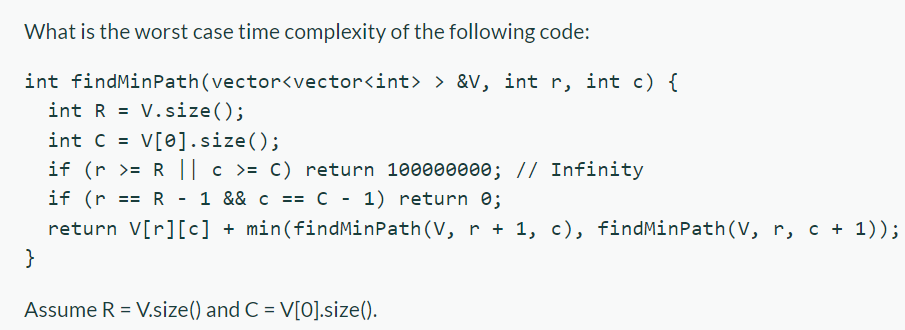 What is the worst case time complexity of the following code:
int findMinPath(vector<vector<int> > &V, int r, int c) {
  int R = V.size();
  int C = V[0].size();
  if (r >= R || c >= C) return 100000000; // Infinity
  if (r == R - 1 && c == C - 1) return 0;
  return V[r][c] + min(findMinPath(V, r + 1, c), findMinPath(V, r, c + 1));
}
Assume R = V.size() and C = V[0].size().